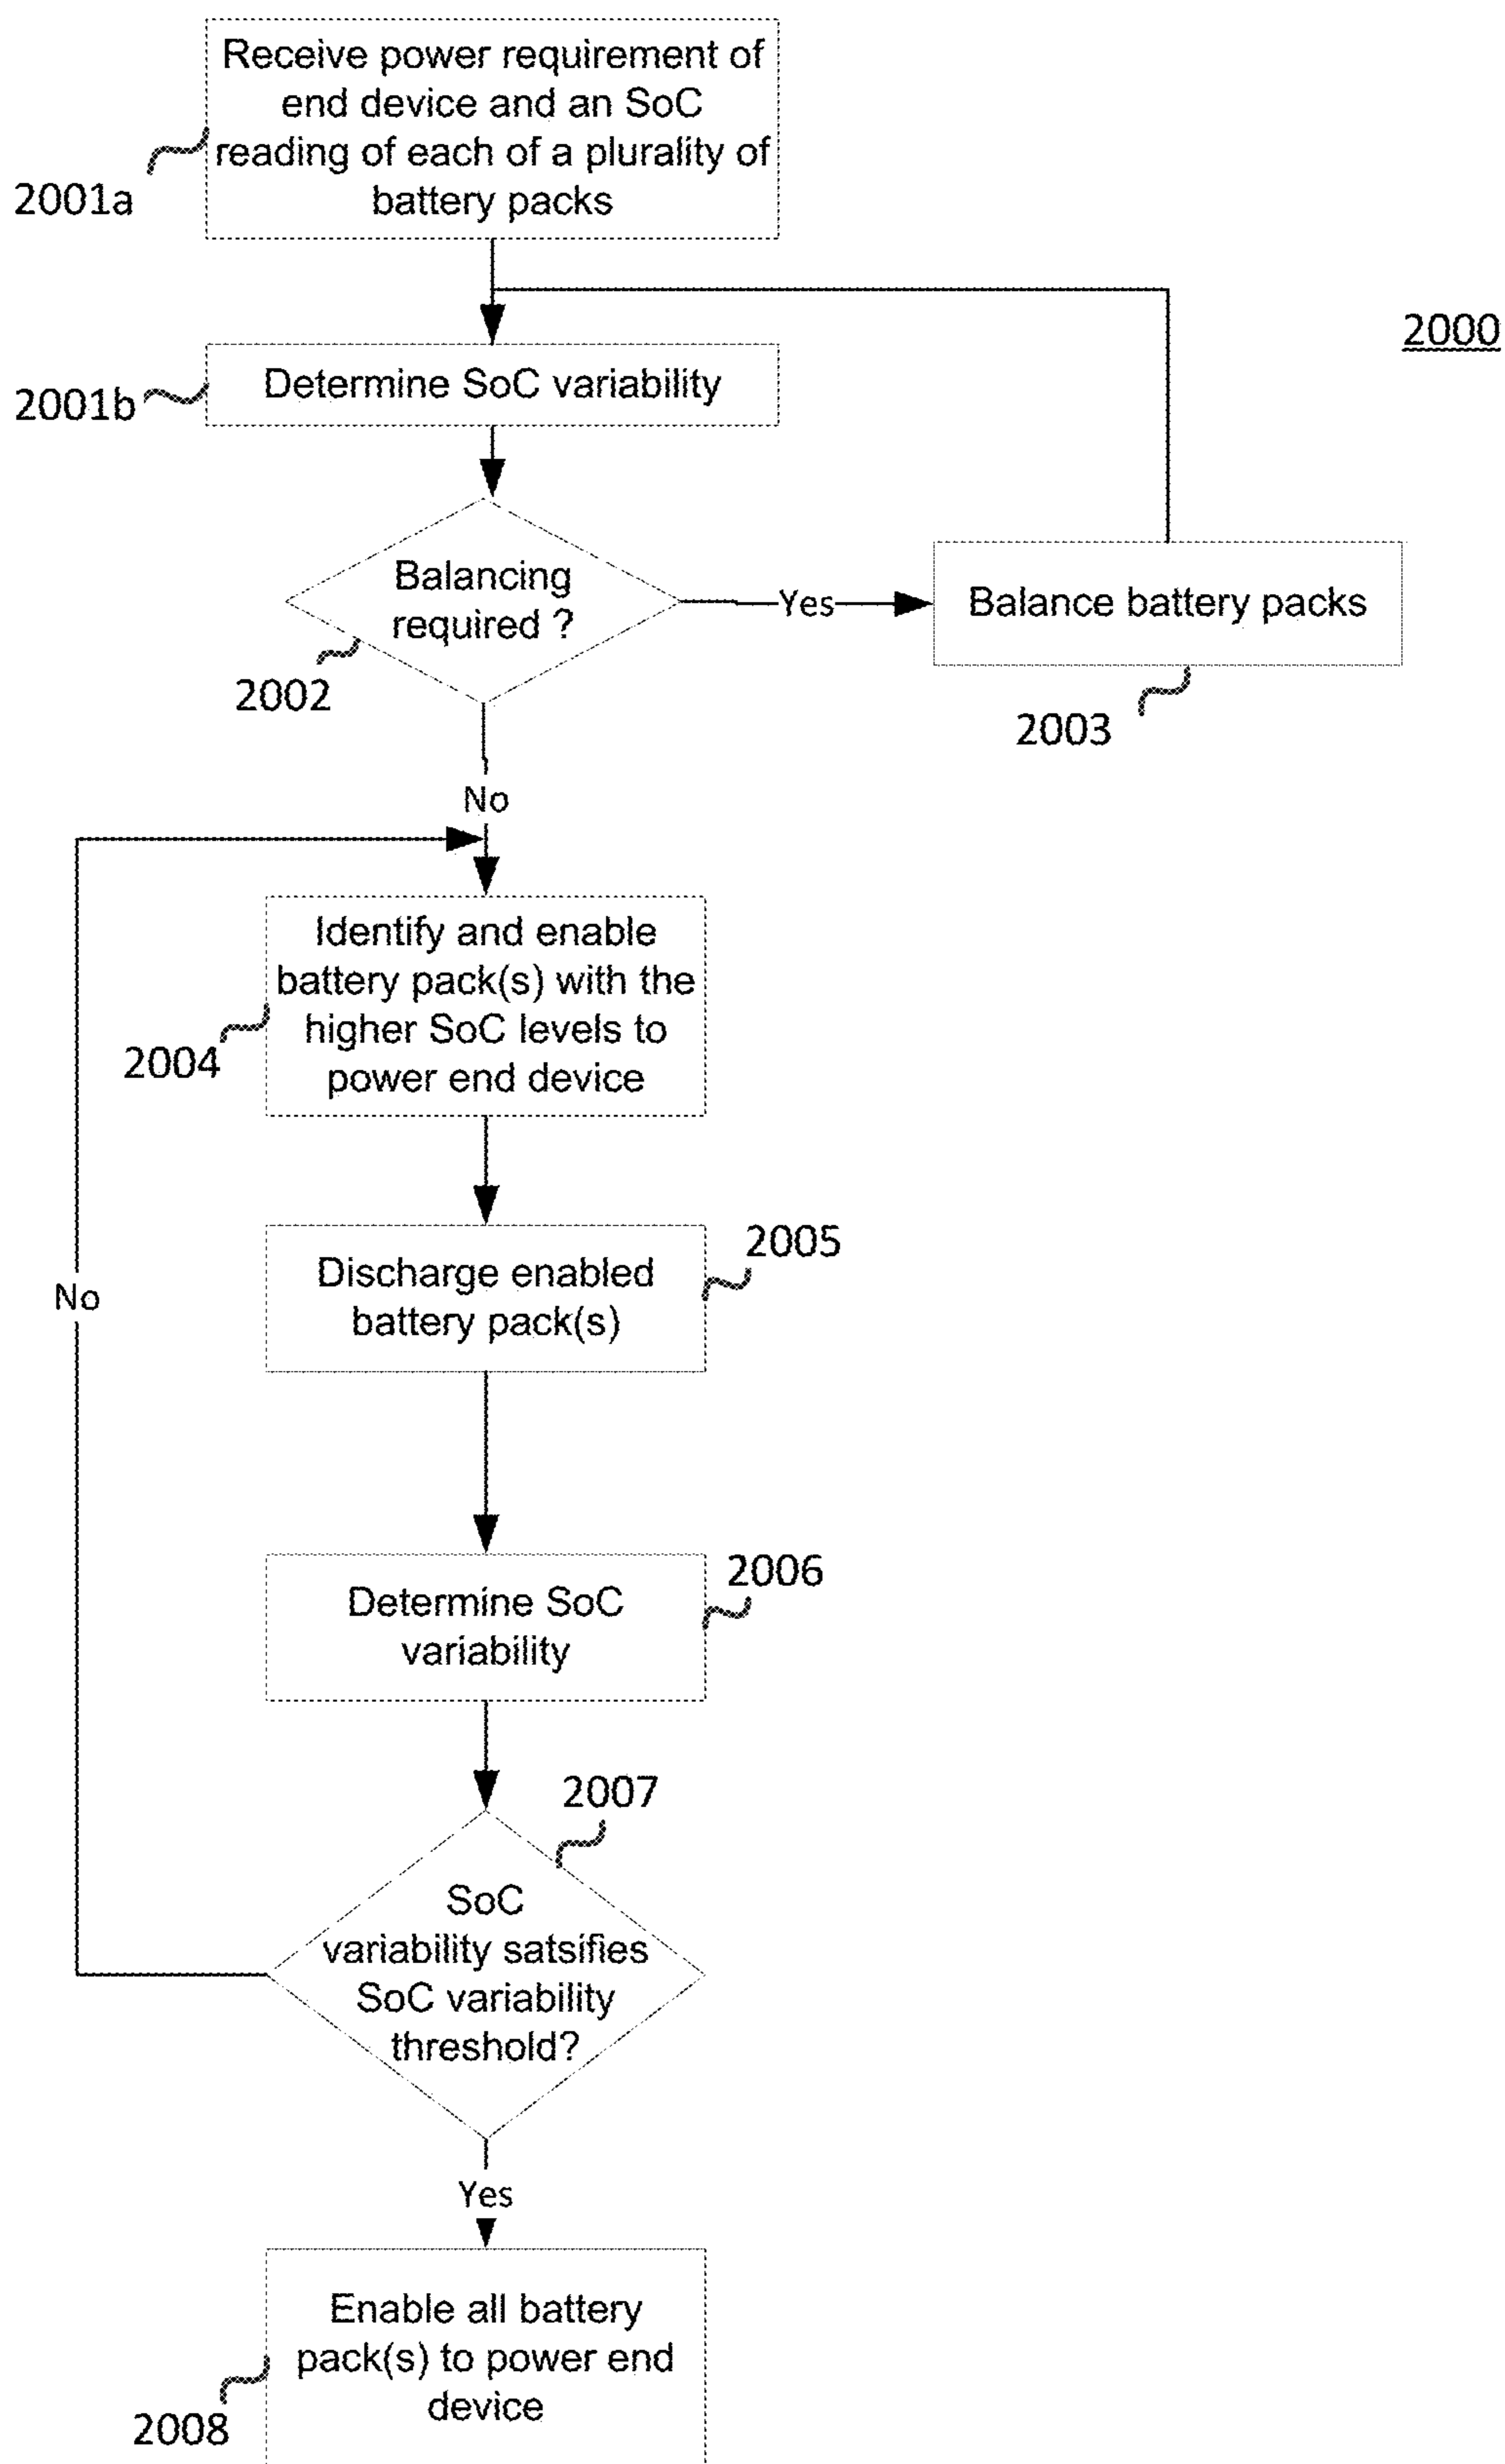 Receive power requirement of
end device and an SoC
reading of each of a plurality of
battery packs
2001a
2000
Determine SoC variability
2001b
Balancing
required ?
Yes
Balance battery packs
2002
2003
No
Identify and enable
battery pack(s) with the
higher SoC levels to
power end device
2004
Discharge enabled
battery pack(s)
2005
No
Determine SoC
variability
2006
2007
SoC
variability satsifies
SoC variability
threshold?
Yes
Enable all battery
pack(s) to power end
device
2008